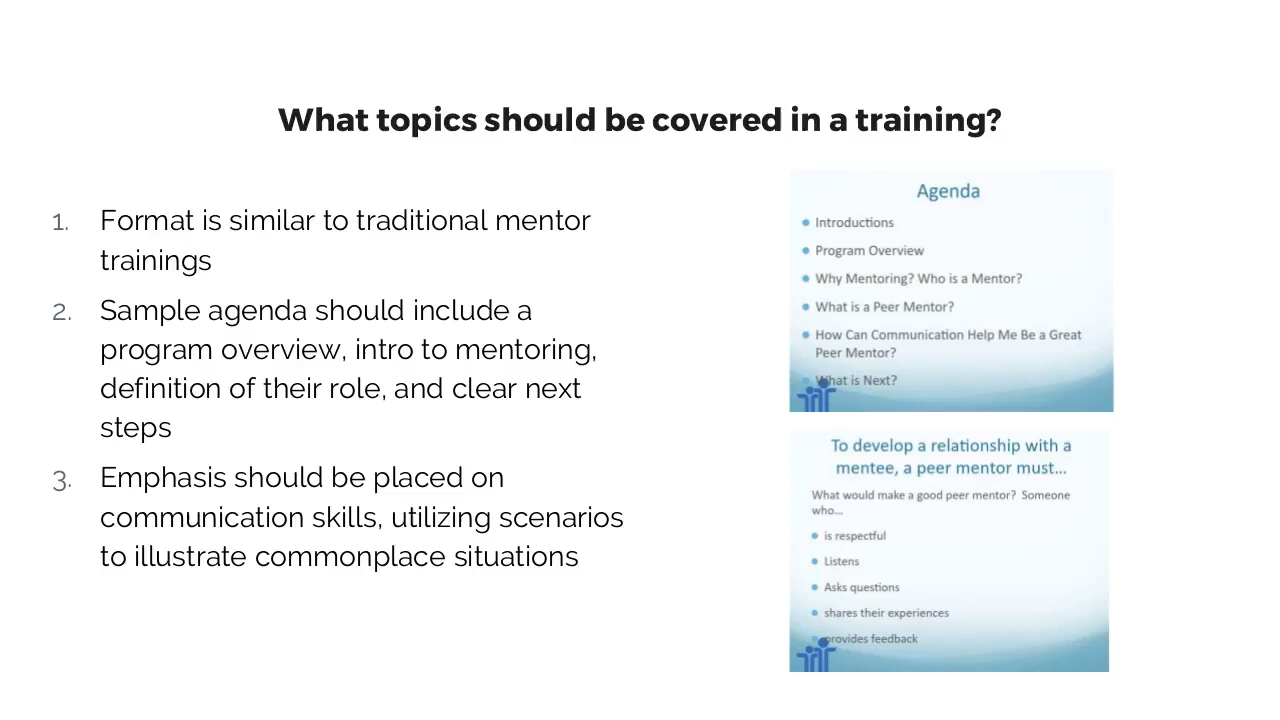 What topics should be covered in a training?
1. Format is similar to traditional mentor
trainings
2. Sample agenda should include a
program overview, intro to mentoring,
definition of their role, and clear next
steps
3. Emphasis should be placed on
communication skills, utilizing scenarios
to illustrate commonplace situations
Agenda
Introductions
Program Overview
Why Mentoring? Who is a Mentor?
What is a Peer Mentor?
How Can Communication Help Me Be a Great
Peer Mentor?
What is Next?
To develop a relationship with a
mentee, a peer mentor must...
What would make a good peer mentor? Someone
who...
is respectful
Listens
Asks questions
shares their experiences
provides feedback